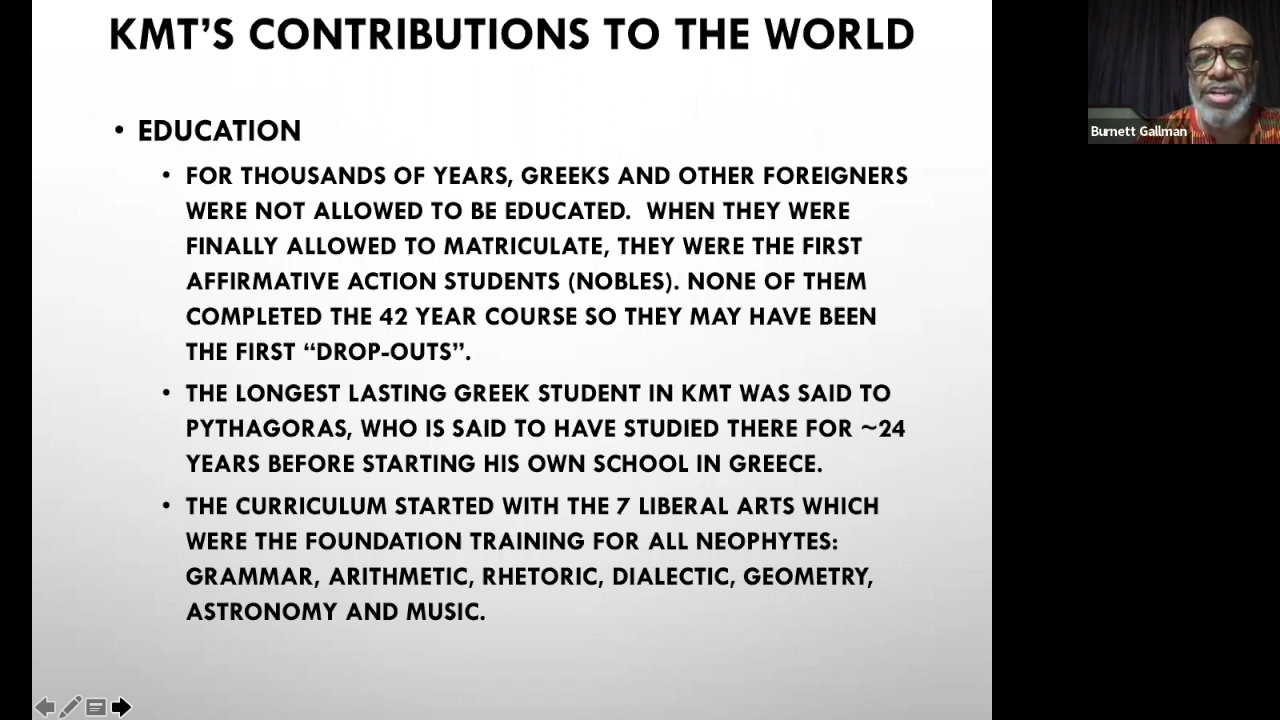 KMT'S CONTRIBUTIONS TO THE WORLD
• EDUCATION
• FOR THOUSANDS OF YEARS, GREEKS AND OTHER FOREIGNERS
WERE NOT ALLOWED TO BE EDUCATED. WHEN THEY WERE
FINALLY ALLOWED TO MATRICULATE, THEY WERE THE FIRST
AFFIRMATIVE ACTION STUDENTS (NOBLES). NONE OF THEM
COMPLETED THE 42 YEAR COURSE SO THEY MAY HAVE BEEN
THE FIRST “DROP-OUTS”.
• THE LONGEST LASTING GREEK STUDENT IN KMT WAS SAID TO
PYTHAGORAS, WHO IS SAID TO HAVE STUDIED THERE FOR ~24
YEARS BEFORE STARTING HIS OWN SCHOOL IN GREECE.
• THE CURRICULUM STARTED WITH THE 7 LIBERAL ARTS WHICH
WERE THE FOUNDATION TRAINING FOR ALL NEOPHYTES:
GRAMMAR, ARITHMETIC, RHETORIC, DIALECTIC, GEOMETRY,
ASTRONOMY AND MUSIC.
Burnett Gallman